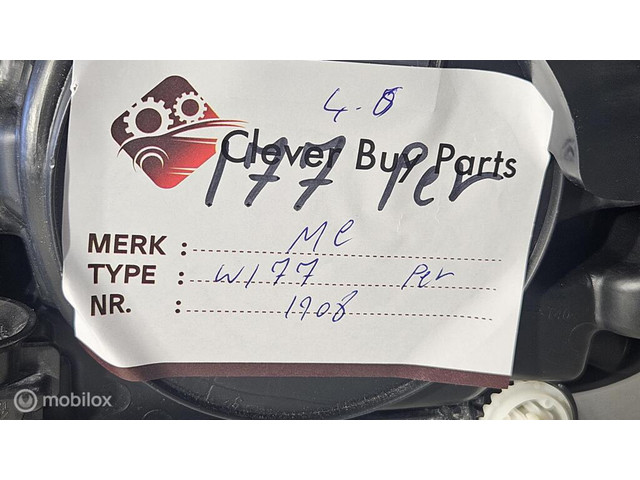 4.8
Clever Buy Parts
177 Per
MERK : Me
TYPE : W177 Per
NR. : 1908
mobilox